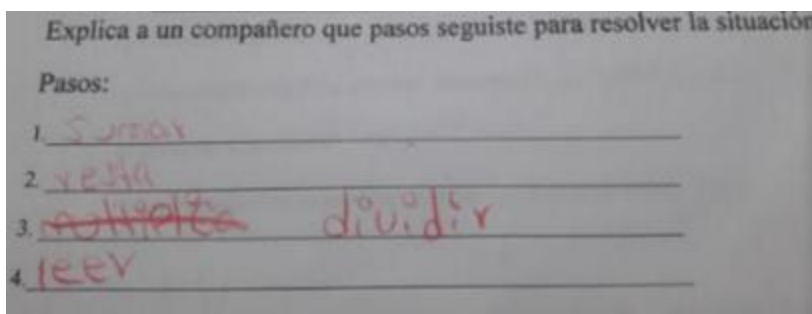 Explica a un compañero que pasos seguiste para resolver la situación
Pasos:
1. Sumar
2. resta
3. dividir
4. leer